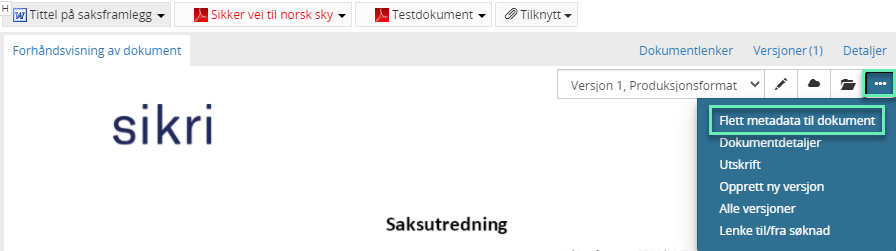 H Tittel på saksframlegg Sikker vei til norsk sky Testdokument Tilknytt
Forhåndsvisning av dokument Dokumentlenker Versjoner (1) Detaljer
Versjon 1, Produksjonsformat
sikri
Flett metadata til dokument
Dokumentdetaljer
Utskrift
Opprett ny versjon
Alle versjoner
Lenke til/fra søknad
Saksutredning